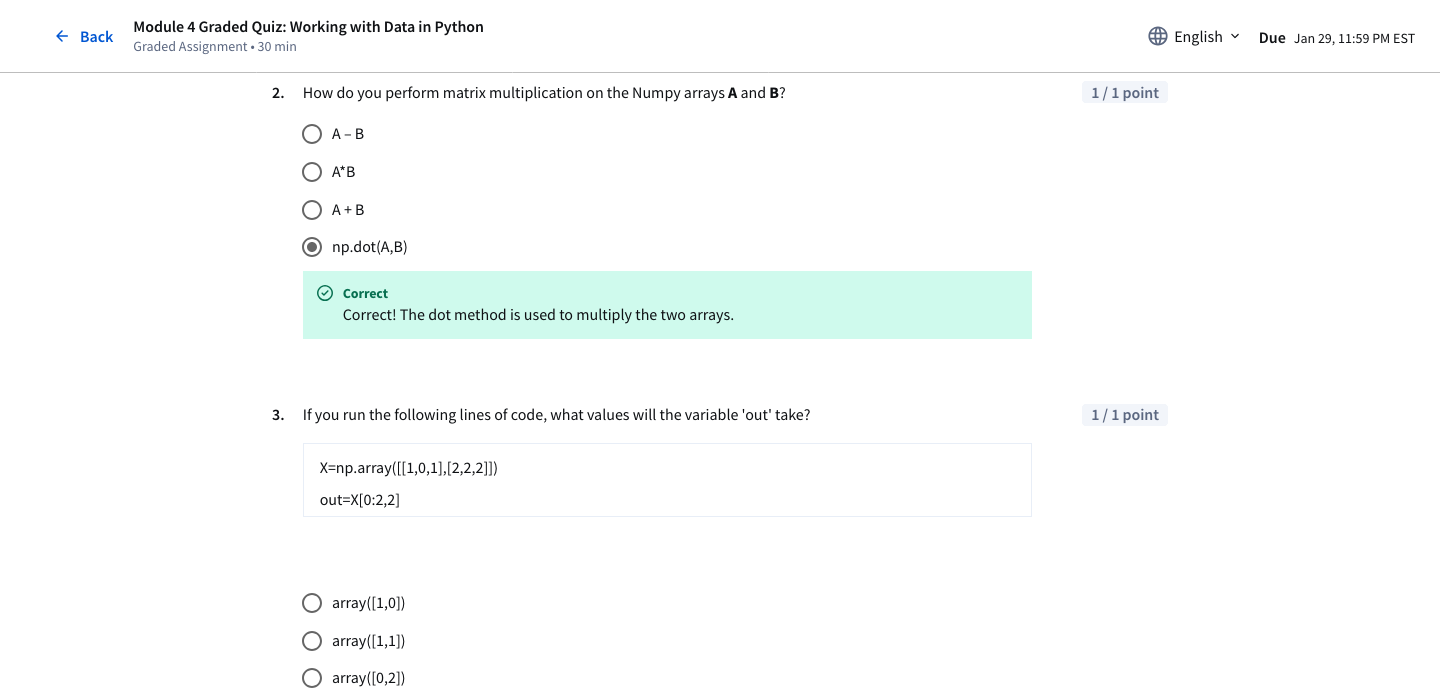 Back
Module 4 Graded Quiz: Working with Data in Python
Graded Assignment • 30 min
English
Due Jan 29, 11:59 PM EST
2. How do you perform matrix multiplication on the Numpy arrays A and B?
1 / 1 point
A – B
A*B
A + B
np.dot(A,B)
Correct
Correct! The dot method is used to multiply the two arrays.
3. If you run the following lines of code, what values will the variable 'out' take?
1 / 1 point
X=np.array([[1,0,1],[2,2,2]])
out=X[0:2,2]
array([1,0])
array([1,1])
array([0,2])